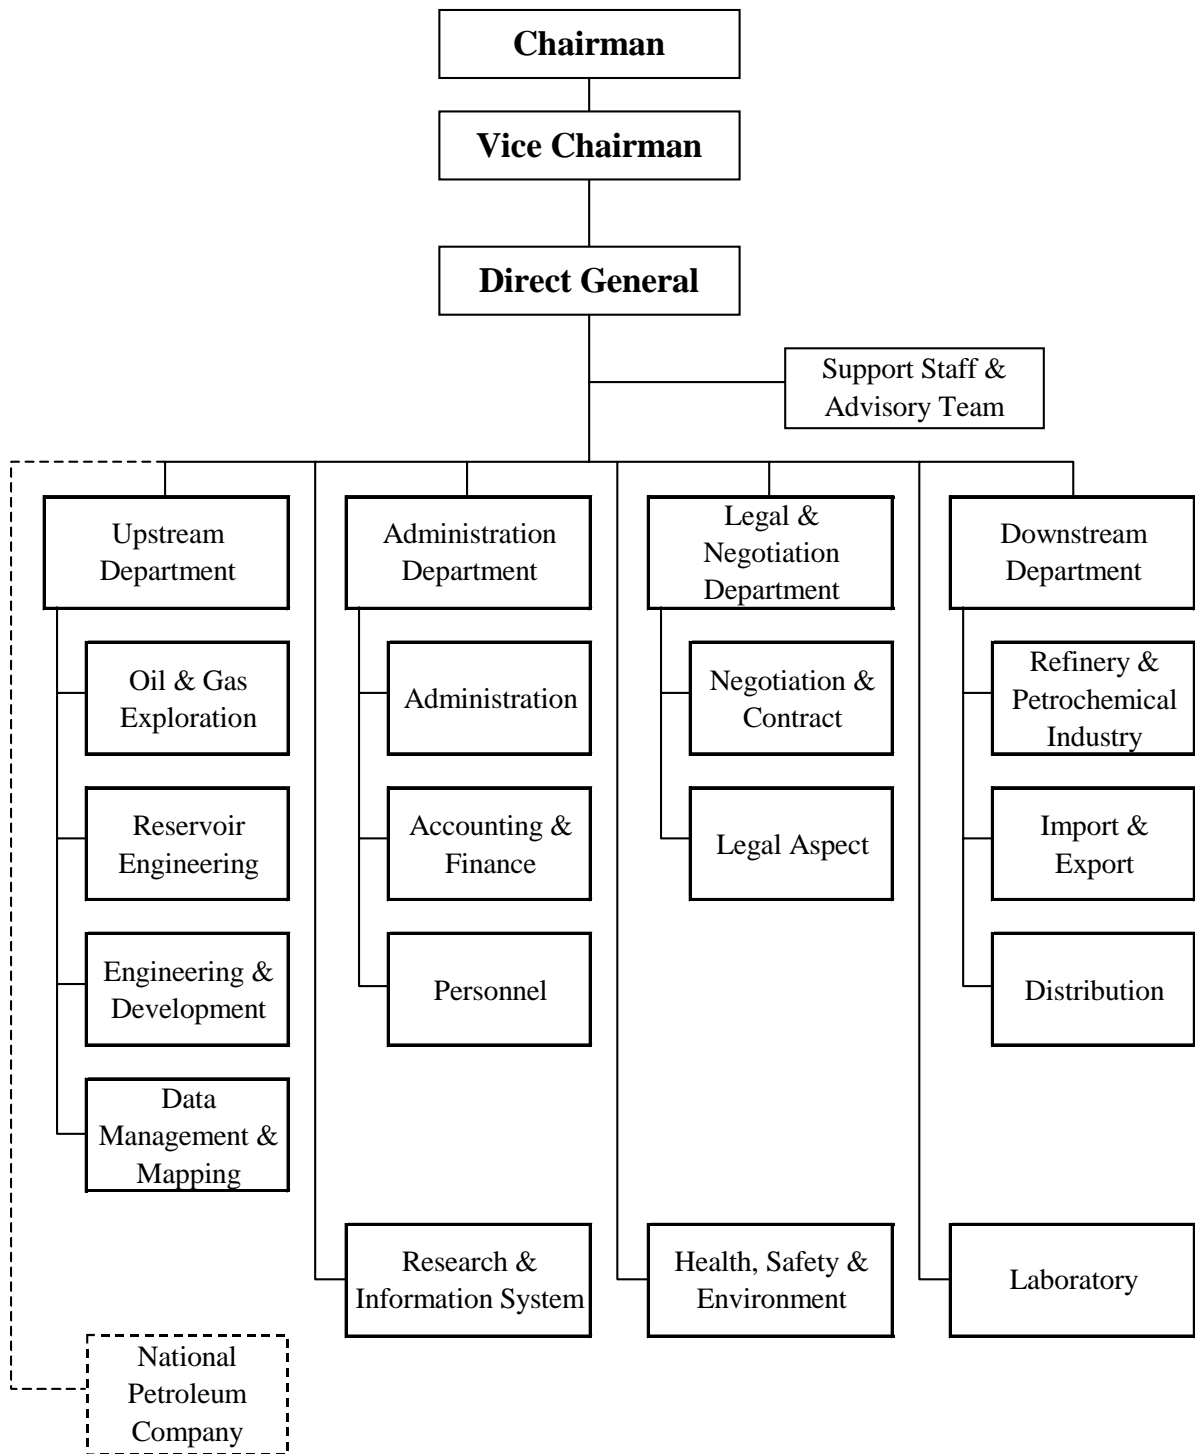 Chairman
Vice Chairman
Direct General
Support Staff &
Advisory Team
Upstream
Department
Administration
Department
Legal &
Negotiation
Department
Downstream
Department
Oil & Gas
Exploration
Administration
Negotiation &
Contract
Refinery &
Petrochemical
Industry
Reservoir
Engineering
Accounting &
Finance
Legal Aspect
Import &
Export
Engineering &
Development
Personnel
Distribution
Data
Management &
Mapping
Research &
Information System
Health, Safety &
Environment
Laboratory
National
Petroleum
Company